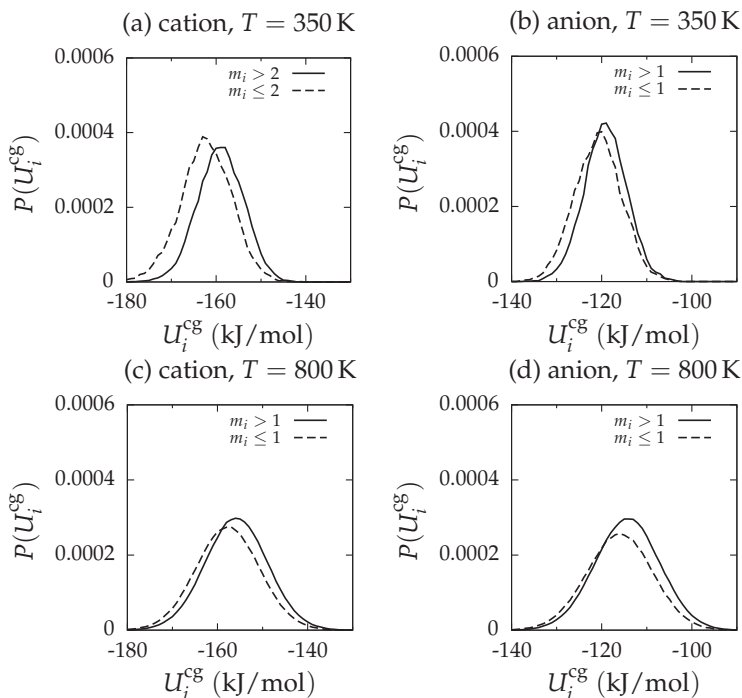 (a) cation, T = 350 K
0.0006
0.0004
0.0002
0
P(U_i^cg)
m_i > 2
m_i ≤ 2
-180 -160 -140
U_i^cg (kJ/mol)
(b) anion, T = 350 K
0.0006
0.0004
0.0002
0
P(U_i^cg)
m_i > 1
m_i ≤ 1
-140 -120 -100
U_i^cg (kJ/mol)
(c) cation, T = 800 K
0.0006
0.0004
0.0002
0
P(U_i^cg)
m_i > 1
m_i ≤ 1
-180 -160 -140
U_i^cg (kJ/mol)
(d) anion, T = 800 K
0.0006
0.0004
0.0002
0
P(U_i^cg)
m_i > 1
m_i ≤ 1
-140 -120 -100
U_i^cg (kJ/mol)